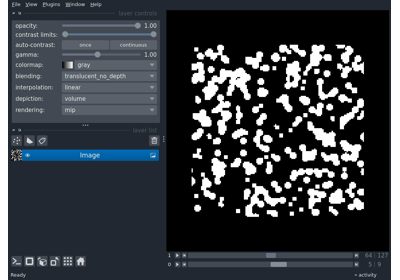 File View Plugins Window Help
layer controls
opacity: 1.00
contrast limits:
auto-contrast: once continuous
gamma: 1.00
colormap: gray
blending: translucent_no_depth
interpolation: linear
depiction: volume
rendering: mip
layer list
Image
1 64 127
0 5 9
Ready activity